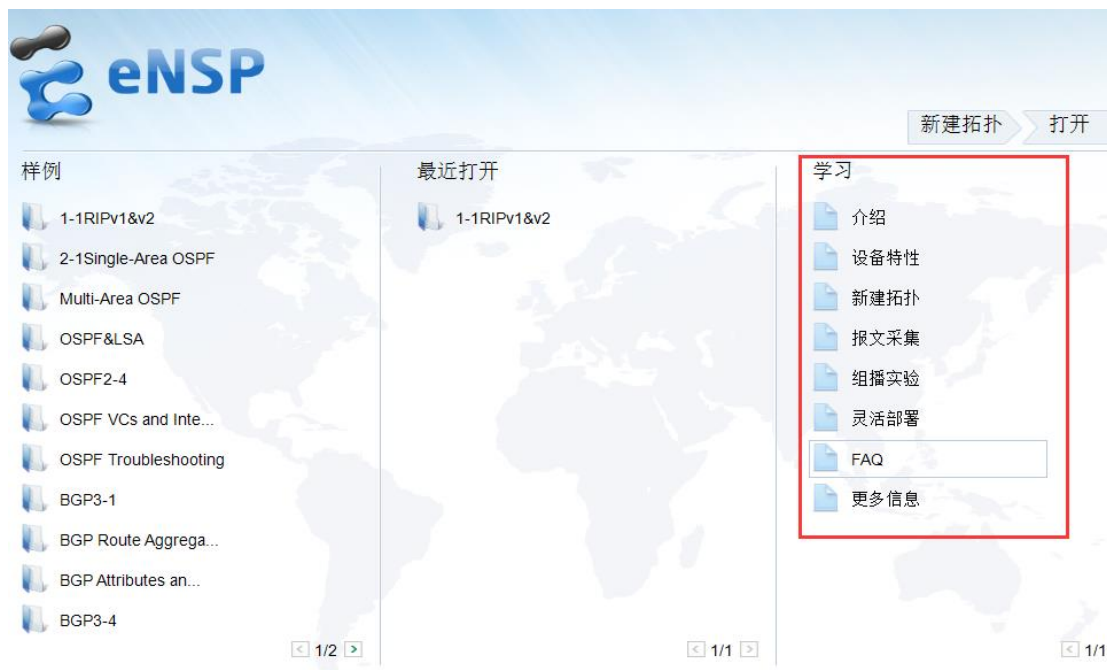 eNSP
新建拓扑 打开
样例
1-1RIPv1&v2
2-1Single-Area OSPF
Multi-Area OSPF
OSPF&LSA
OSPF2-4
OSPF VCs and Inte...
OSPF Troubleshooting
BGP3-1
BGP Route Aggrega...
BGP Attributes an...
BGP3-4
< 1/2 >
最近打开
1-1RIPv1&v2
< 1/1 >
学习
介绍
设备特性
新建拓扑
报文采集
组播实验
灵活部署
FAQ
更多信息
< 1/1